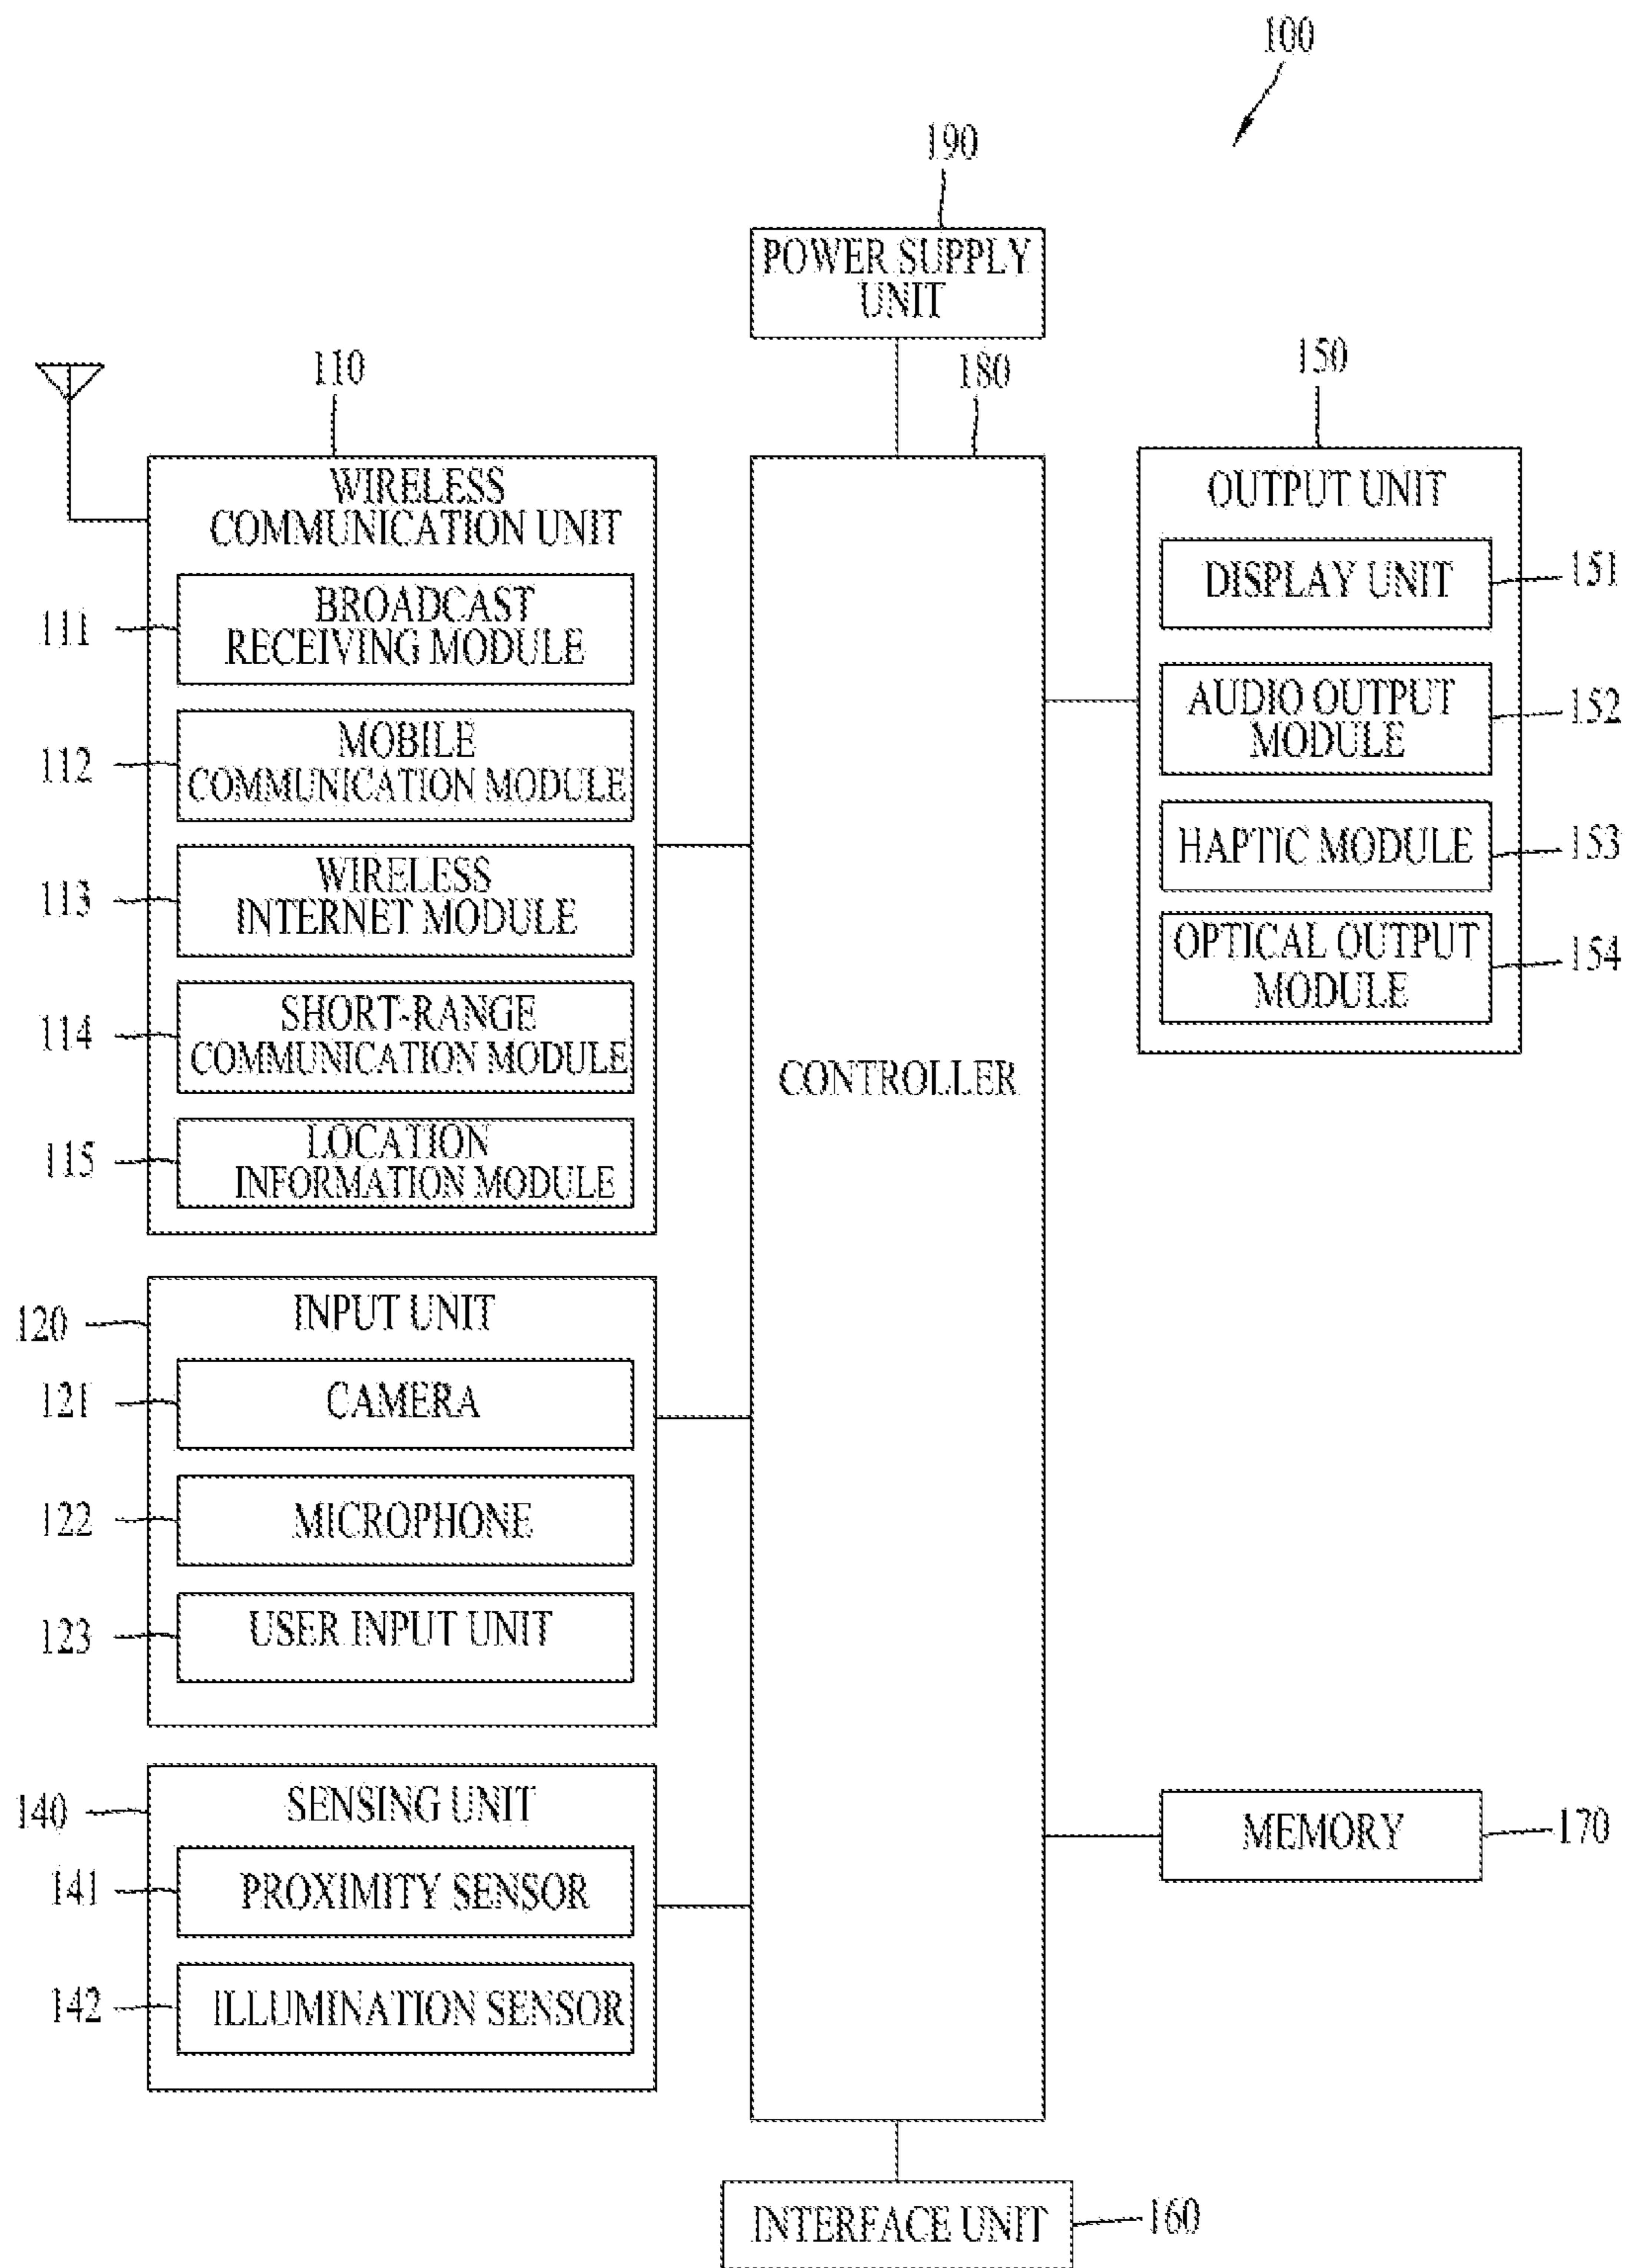 100
190
POWER SUPPLY
UNIT
110
180
150
WIRELESS
COMMUNICATION UNIT
111
BROADCAST
RECEIVING MODULE
112
MOBILE
COMMUNICATION MODULE
113
WIRELESS
INTERNET MODULE
114
SHORT-RANGE
COMMUNICATION MODULE
115
LOCATION
INFORMATION MODULE
120
INPUT UNIT
121
CAMERA
122
MICROPHONE
123
USER INPUT UNIT
140
SENSING UNIT
141
PROXIMITY SENSOR
142
ILLUMINATION SENSOR
CONTROLLER
OUTPUT UNIT
DISPLAY UNIT
151
AUDIO OUTPUT
MODULE
152
HAPTIC MODULE
153
OPTICAL OUTPUT
MODULE
154
MEMORY
170
INTERFACE UNIT
160